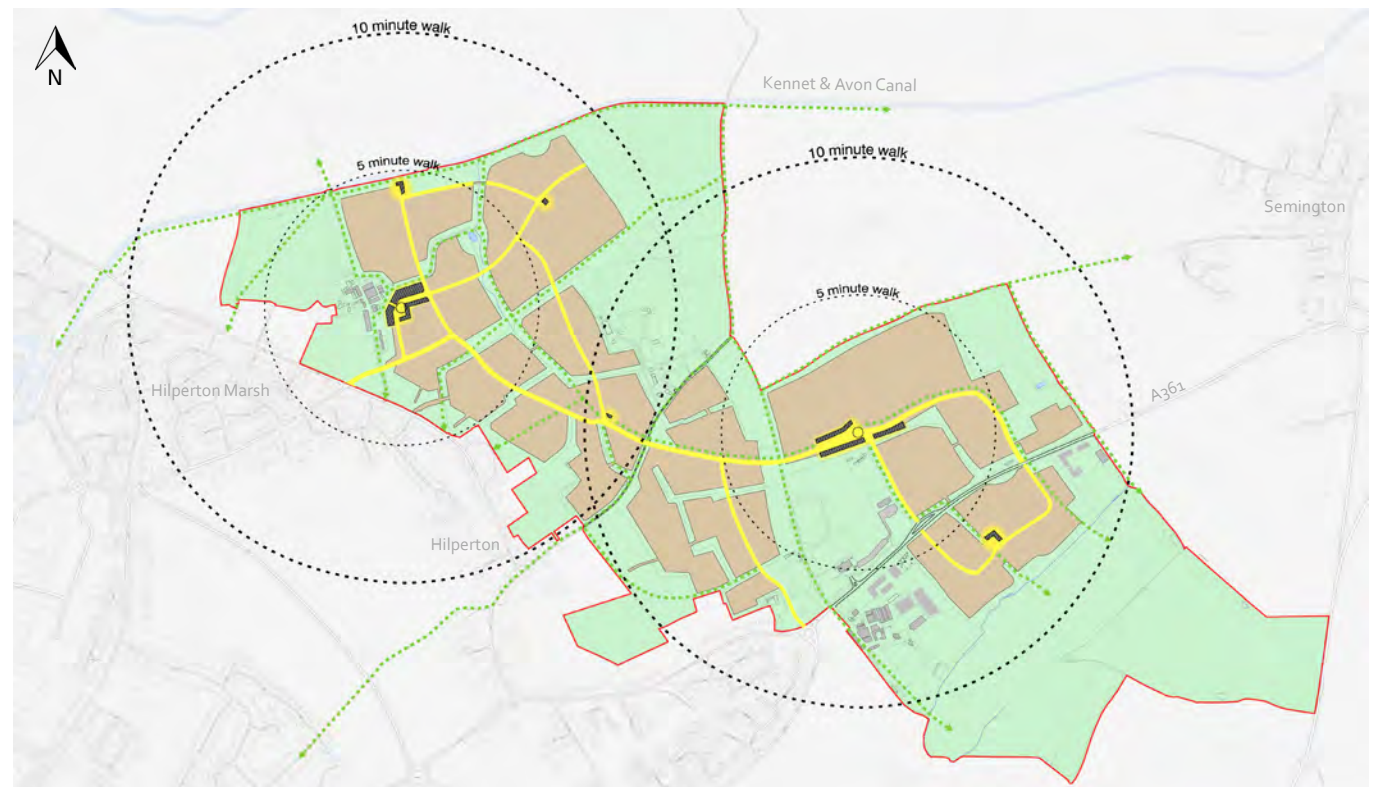 10 minute walk
N
Kennet & Avon Canal
5 minute walk
10 minute walk
Semington
5 minute walk
Hilperton Marsh
A361
Hilperton